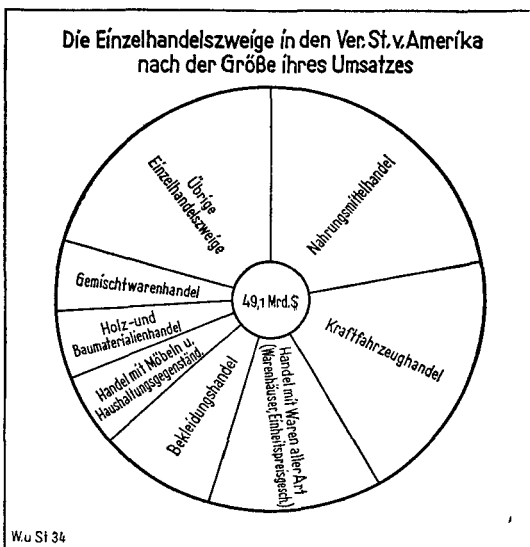 Die Einzelhandelszweige in den Ver. St. v. Amerika
nach der Größe ihres Umsatzes
Nahrungsmittelhandel
Kraftfahrzeughandel
Handel mit Waren aller Art
(Warenhäuser, Einheitspreisgesch.)
Bekleidungshandel
Handel mit Möbeln u.
Haushaltungsgegenständ.
Holz- und
Baumaterialienhandel
Gemischtwarenhandel
Übrige
Einzelhandelszweige
49,1 Mrd. $
W. u St 34